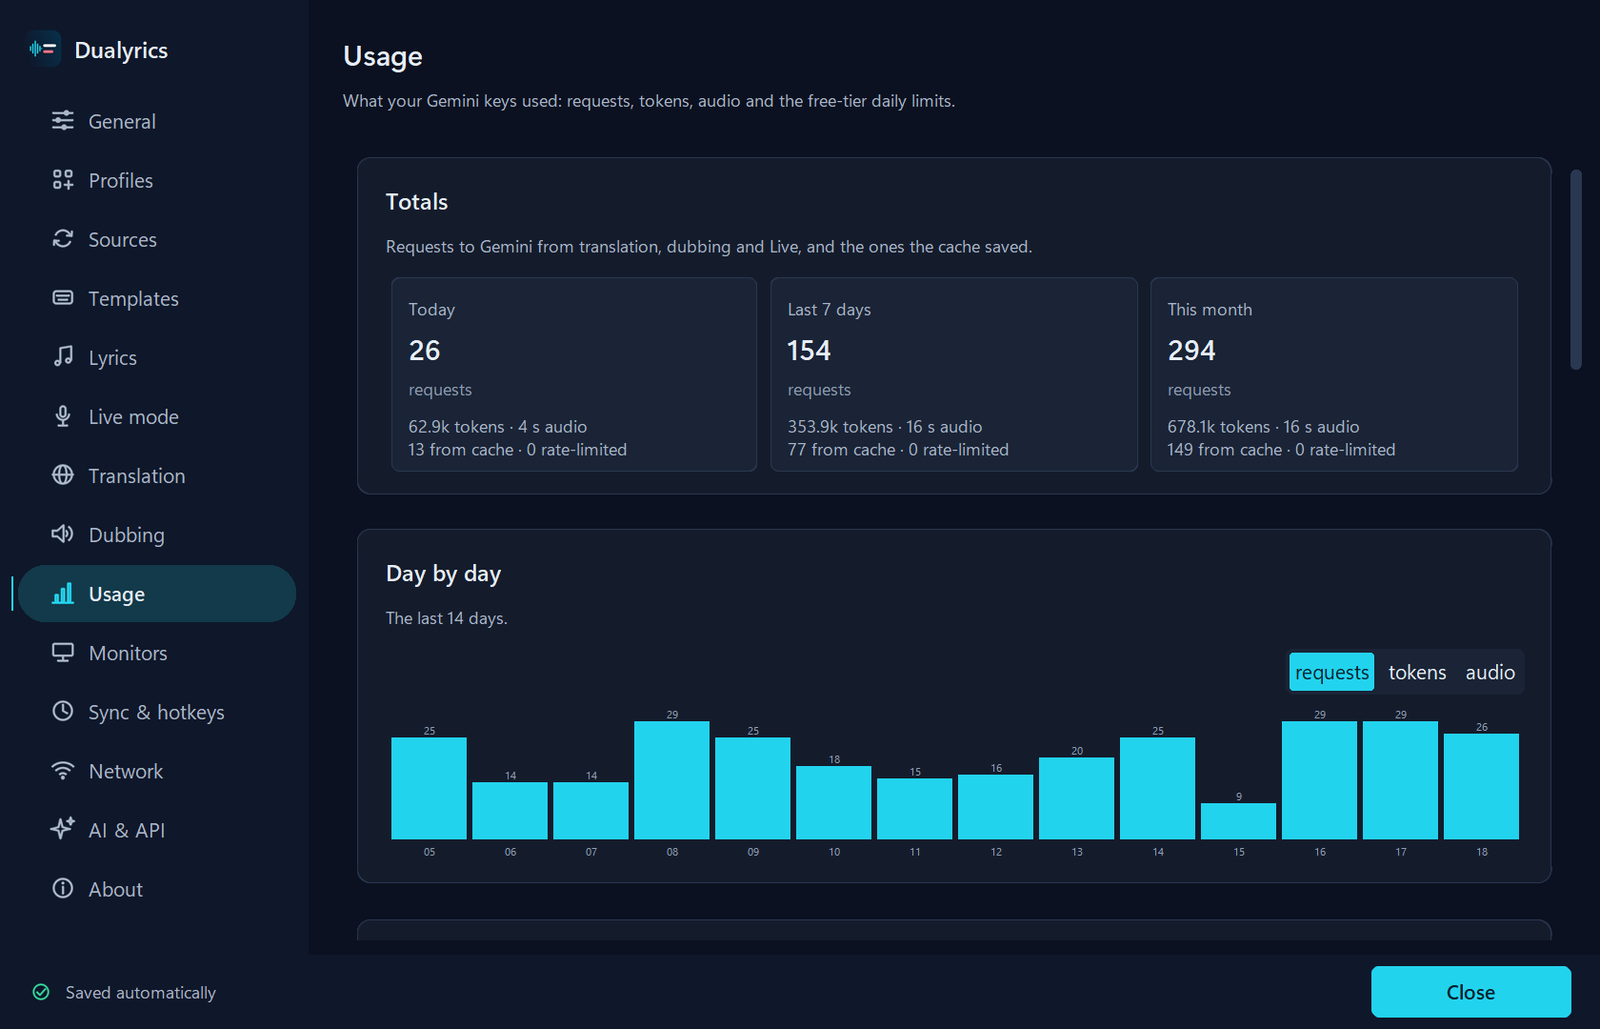 Dualyrics
General
Profiles
Sources
Templates
Lyrics
Live mode
Translation
Dubbing
Usage
Monitors
Sync & hotkeys
Network
AI & API
About
Saved automatically
Usage
What your Gemini keys used: requests, tokens, audio and the free-tier daily limits.
Totals
Requests to Gemini from translation, dubbing and Live, and the ones the cache saved.
Today
26
requests
62.9k tokens · 4 s audio
13 from cache · 0 rate-limited
Last 7 days
154
requests
353.9k tokens · 16 s audio
77 from cache · 0 rate-limited
This month
294
requests
678.1k tokens · 16 s audio
149 from cache · 0 rate-limited
Day by day
The last 14 days.
requests tokens audio
25 14 14 29 25 18 15 16 20 25 9 29 29 26
05 06 07 08 09 10 11 12 13 14 15 16 17 18
Close